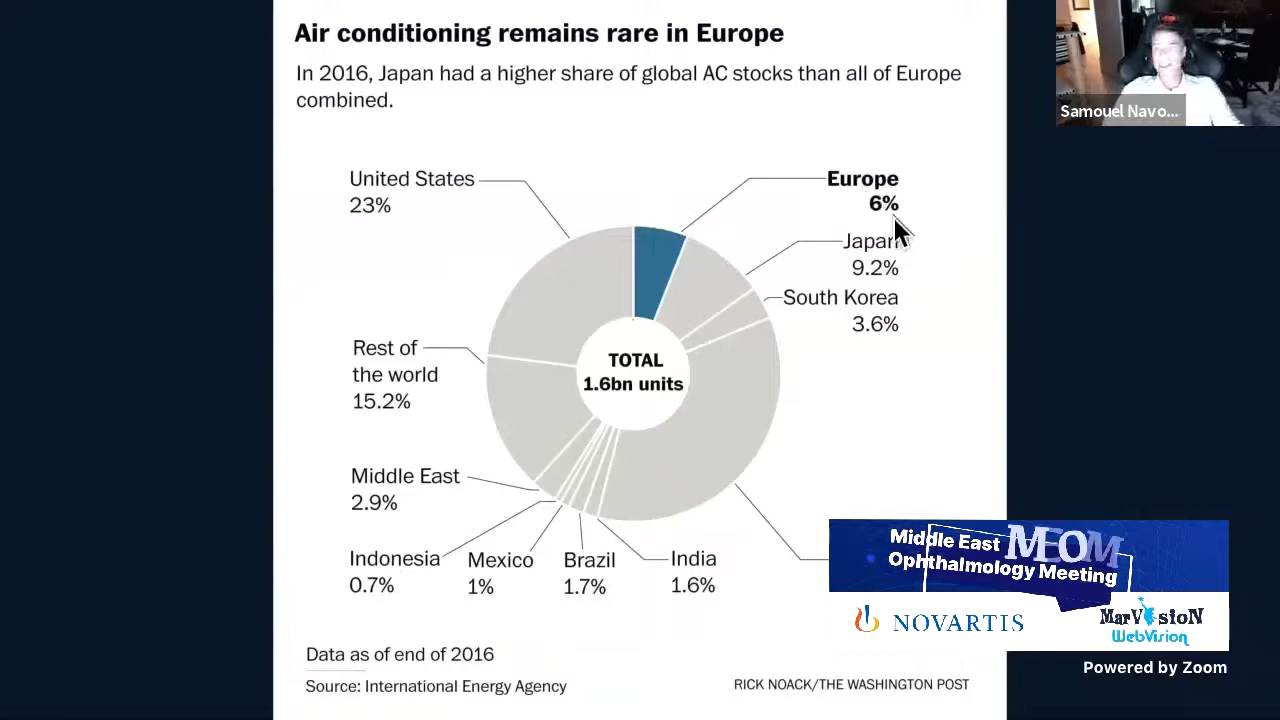 Air conditioning remains rare in Europe
In 2016, Japan had a higher share of global AC stocks than all of Europe
combined.
Samouel Navo...
United States
23%
Europe
6%
Japan
9.2%
South Korea
3.6%
TOTAL
1.6bn units
Rest of
the world
15.2%
Middle East
2.9%
Indonesia
0.7%
Mexico
1%
Brazil
1.7%
India
1.6%
Middle East
Ophthalmology Meeting
MEOM
NOVARTIS
MarVision
WebVision
Powered by Zoom
Data as of end of 2016
Source: International Energy Agency
RICK NOACK/THE WASHINGTON POST